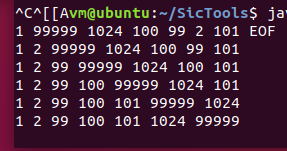 ^C^[[Avm@ubuntu:~/SicTools$ jav
1 99999 1024 100 99 2 101 EOF
1 2 99999 1024 100 99 101
1 2 99 99999 1024 100 101
1 2 99 100 99999 1024 101
1 2 99 100 101 99999 1024
1 2 99 100 101 1024 99999